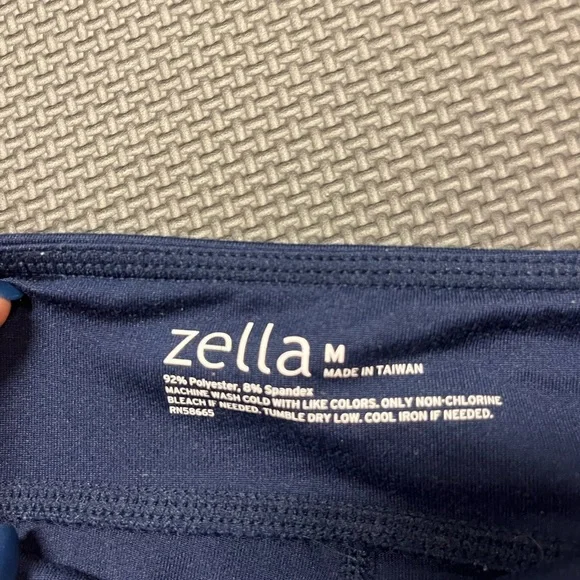 zella M
MADE IN TAIWAN
92% Polyester, 8% Spandex
MACHINE WASH COLD WITH LIKE COLORS. ONLY NON-CHLORINE
BLEACH IF NEEDED. TUMBLE DRY LOW. COOL IRON IF NEEDED.
RN58665